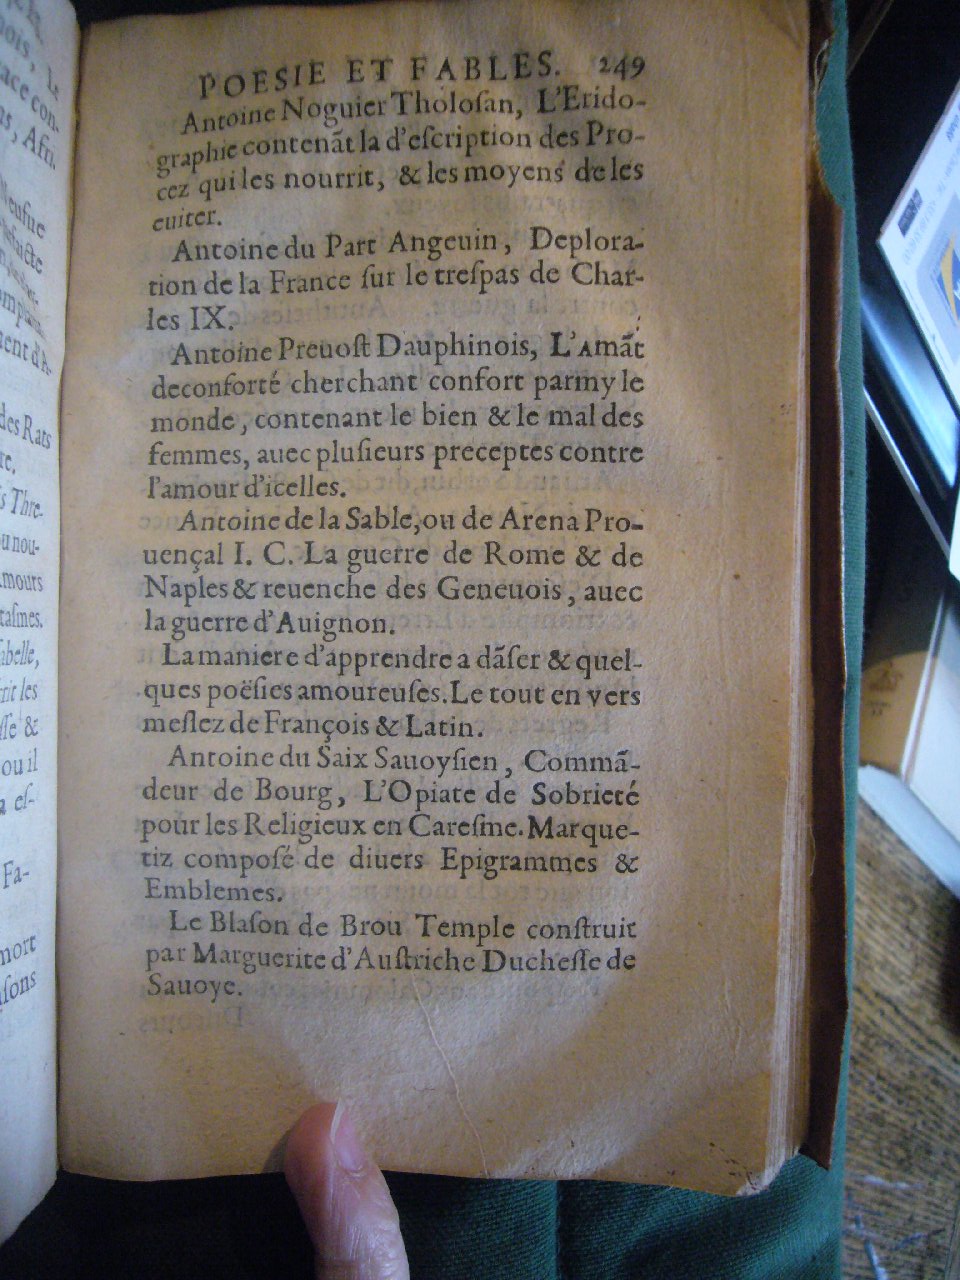 POESIE ET FABLES. 249
Antoine Noguier Tholoſan, L'Erido-
graphie contenãt la d'eſcription des Pro-
cez qui les nourrit, & les moyens de les
euiter.
Antoine du Part Angeuin, Deplora-
tion de la France ſur le treſpas de Char-
les IX.
Antoine Preuoſt Dauphinois, L'Amãt
deconforté cherchant confort parmy le
monde, contenant le bien & le mal des
femmes, auec pluſieurs preceptes contre
l'amour d'icelles.
Antoine de la Sable, ou de Arena Pro-
uençal I. C. La guerre de Rome & de
Naples & reuenche des Geneuois, auec
la guerre d'Auignon.
La maniere d'apprendre a dãſer & quel-
ques poëſies amoureuſes. Le tout en vers
meſlez de François & Latin.
Antoine du Saix Sauoyſien, Commã-
deur de Bourg, L'Opiate de Sobrieté
pour les Religieux en Careſme. Marque-
tiz compoſé de diuers Epigrammes &
Emblemes.
Le Blaſon de Brou Temple conſtruit
par Marguerite d'Auſtriche Ducheſſe de
Sauoye.